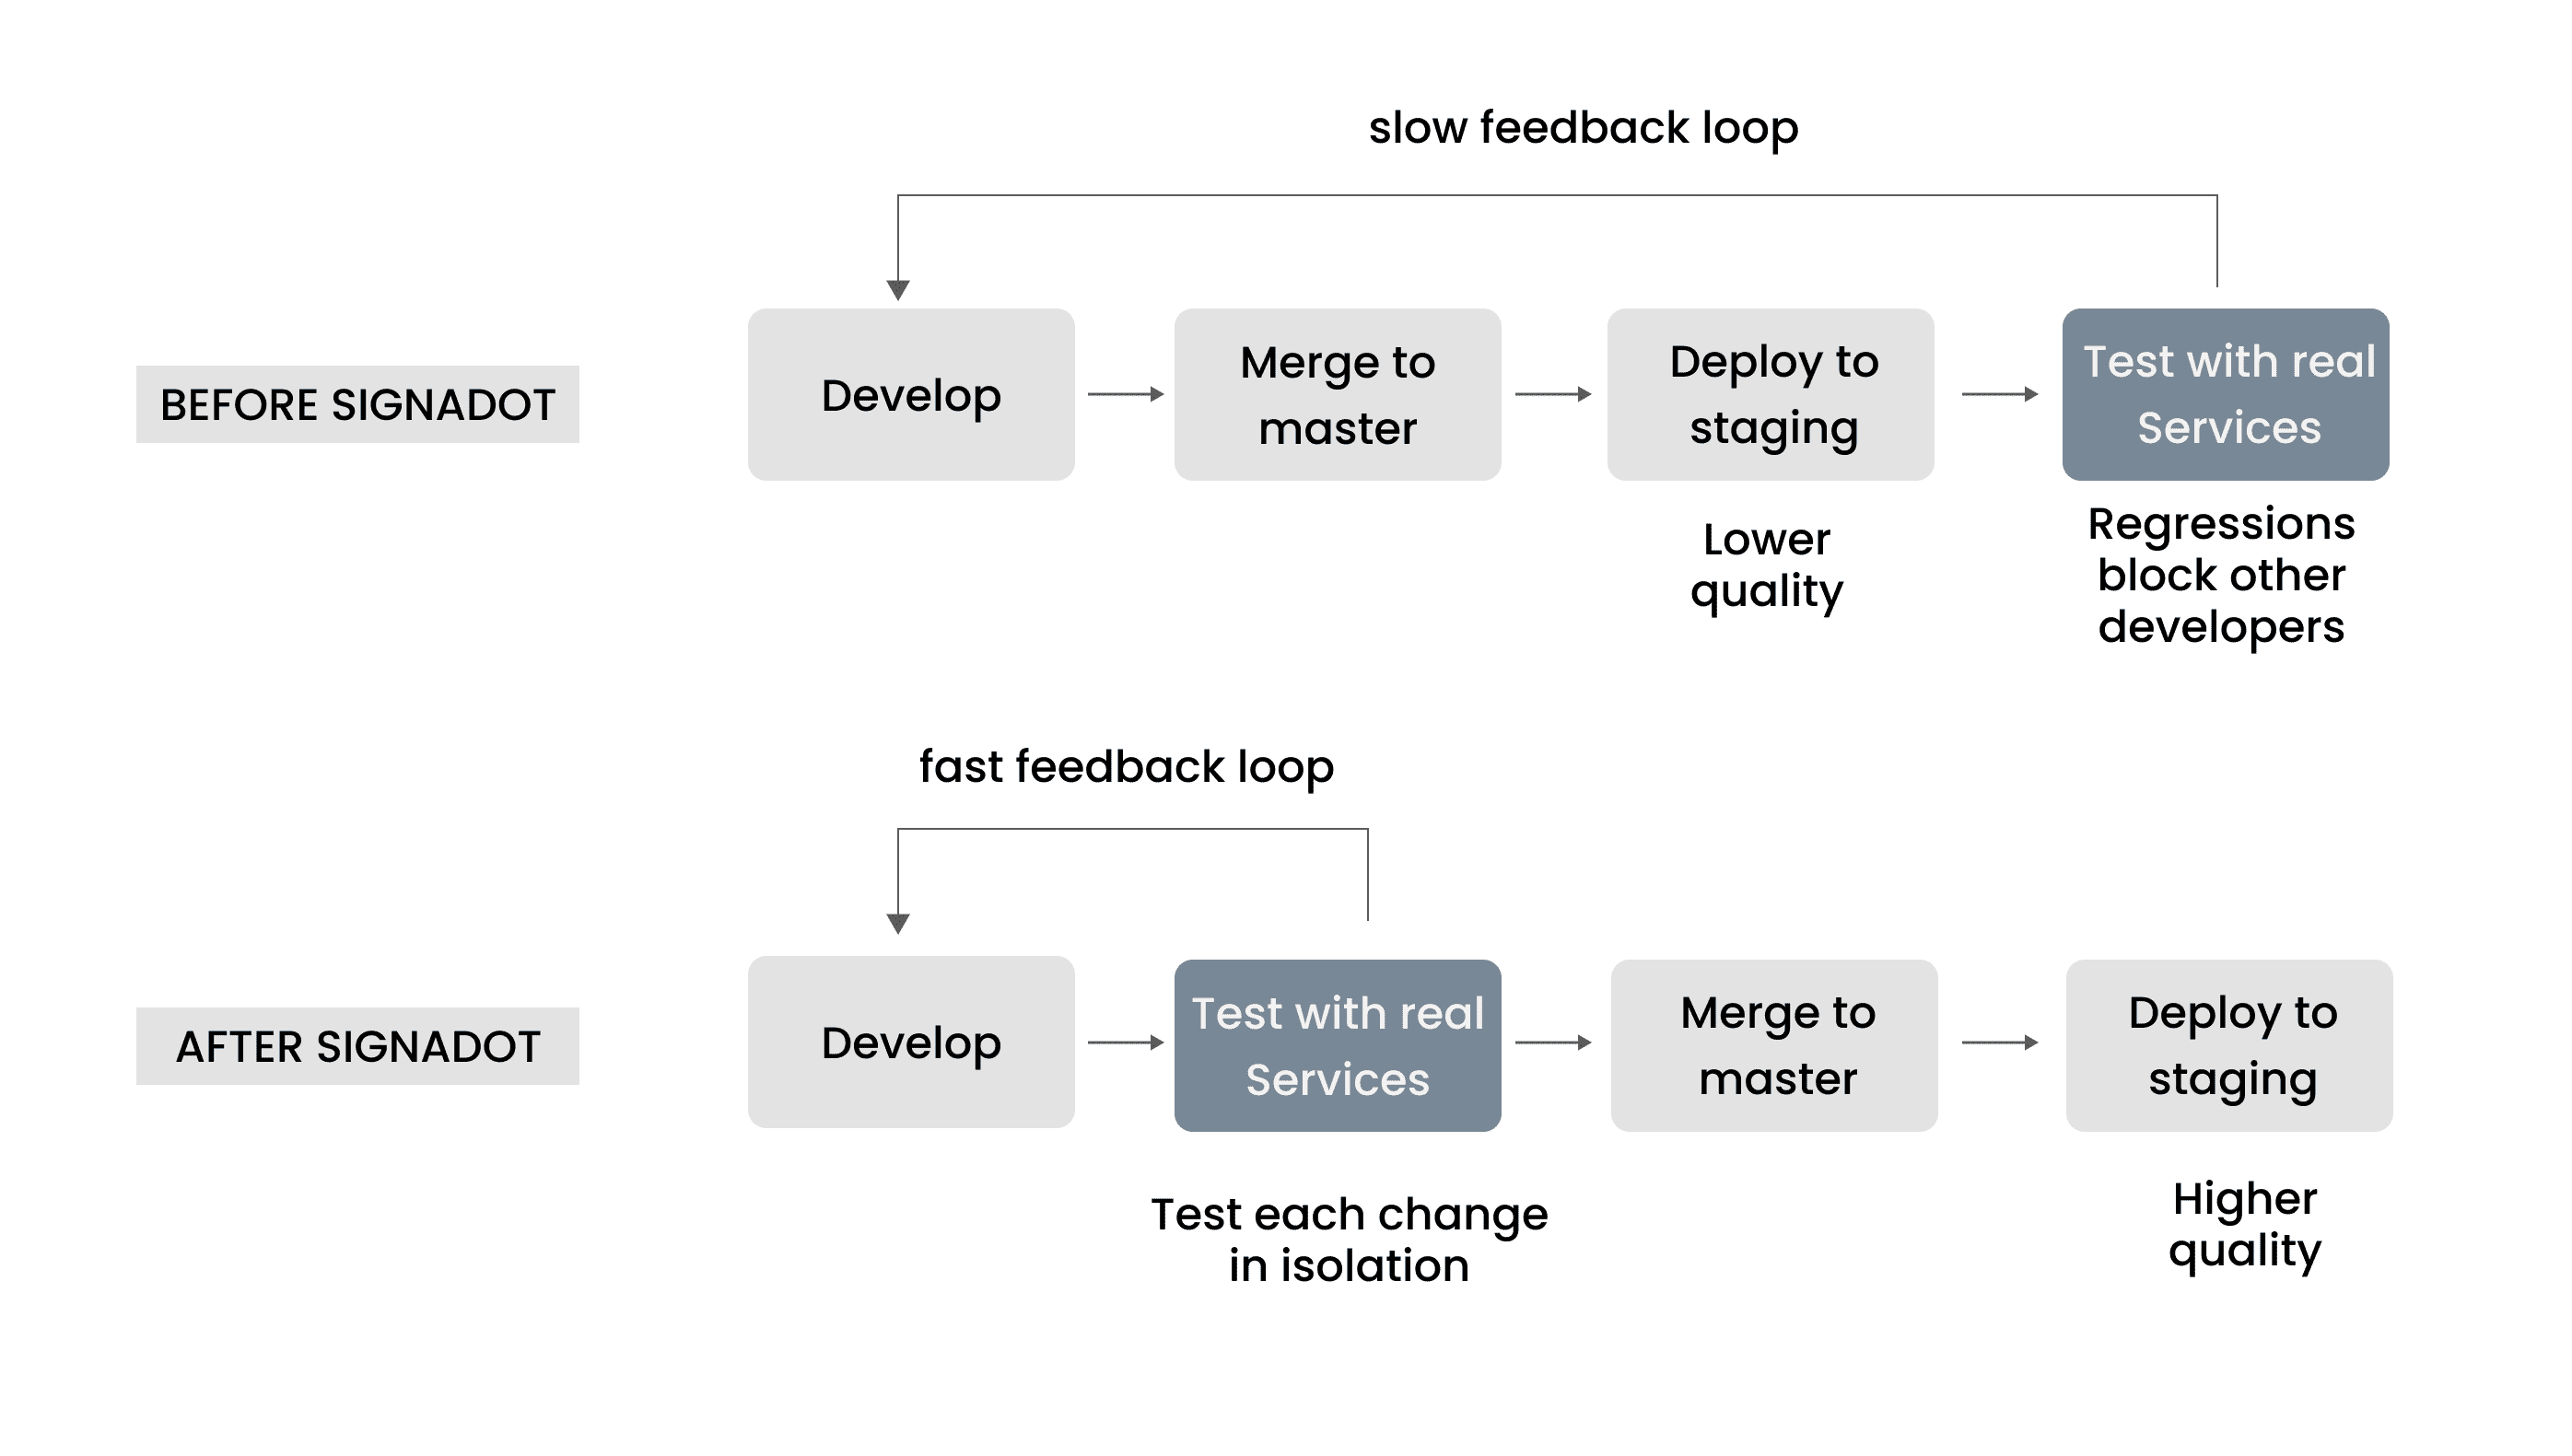 slow feedback loop
BEFORE SIGNADOT
Develop
Merge to
master
Deploy to
staging
Test with real
Services
Lower
quality
Regressions
block other
developers
fast feedback loop
AFTER SIGNADOT
Develop
Test with real
Services
Merge to
master
Deploy to
staging
Test each change
in isolation
Higher
quality